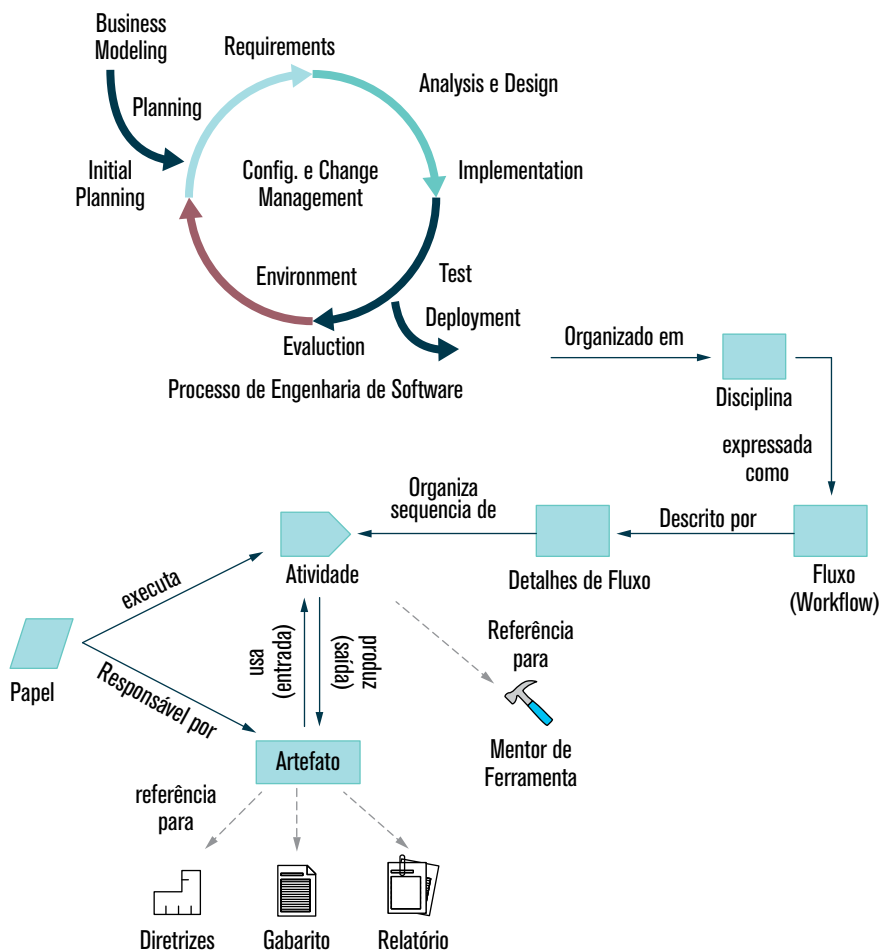 Business
Modeling
Requirements
Planning
Analysis e Design
Initial
Planning
Config. e Change
Management
Implementation
Environment
Test
Deployment
Evaluction
Processo de Engenharia de Software
Organizado em
Disciplina
expressada
como
Organiza
sequencia de
Descrito por
Atividade
Detalhes de Fluxo
Fluxo
(Workflow)
executa
usa
(entrada)
produz
(saída)
Referência
para
Papel
Responsável por
Artefato
Mentor de
Ferramenta
referência
para
Diretrizes
Gabarito
Relatório